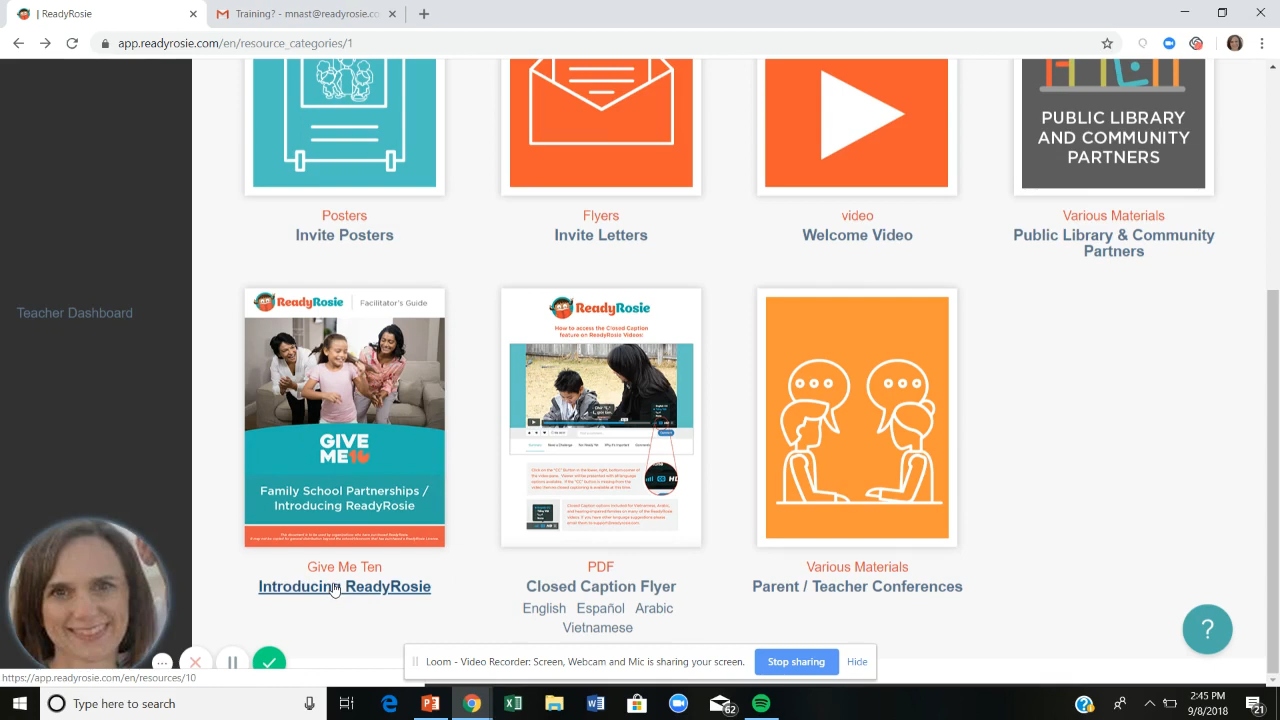 | ReadyRosie
Training? - mnast@readyrosie.c
app.readyrosie.com/en/resource_categories/1
PUBLIC LIBRARY
AND COMMUNITY
PARTNERS
Posters
Invite Posters
Flyers
Invite Letters
video
Welcome Video
Various Materials
Public Library & Community
Partners
Teacher Dashboard
ReadyRosie | Facilitator's Guide
GIVE
ME10
Family School Partnerships /
Introducing ReadyRosie
ReadyRosie
How to access the Closed Caption
feature on ReadyRosie Videos:
Give Me Ten
Introducing ReadyRosie
PDF
Closed Caption Flyer
English Español Arabic
Vietnamese
Various Materials
Parent / Teacher Conferences
?
Loom - Video Recorder: Screen, Webcam and Mic is sharing your screen.
Stop sharing
Hide
https://app.readyrosie.com/en/resources/10
Type here to search
62
2:45 PM
9/8/2018
21